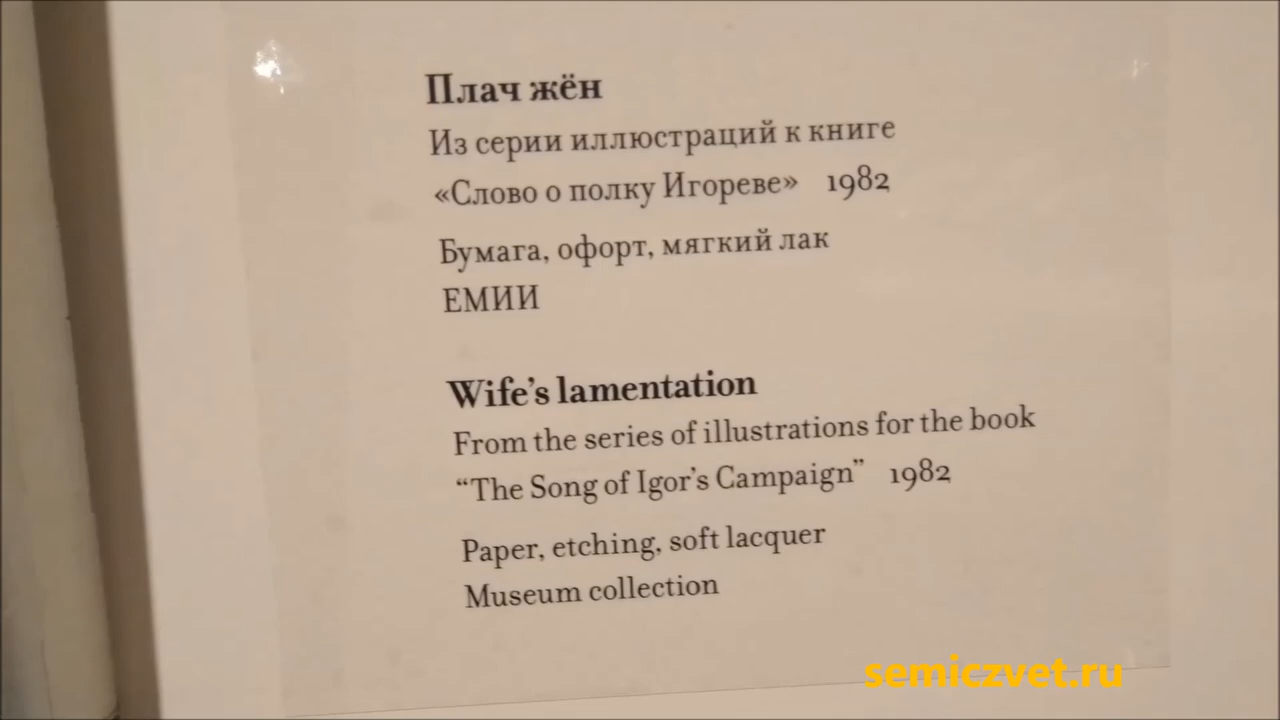 Плач жён
Из серии иллюстраций к книге
«Слово о полку Игореве» 1982
Бумага, офорт, мягкий лак
ЕМИИ
Wife’s lamentation
From the series of illustrations for the book
“The Song of Igor’s Campaign” 1982
Paper, etching, soft lacquer
Museum collection
semiczvet.ru